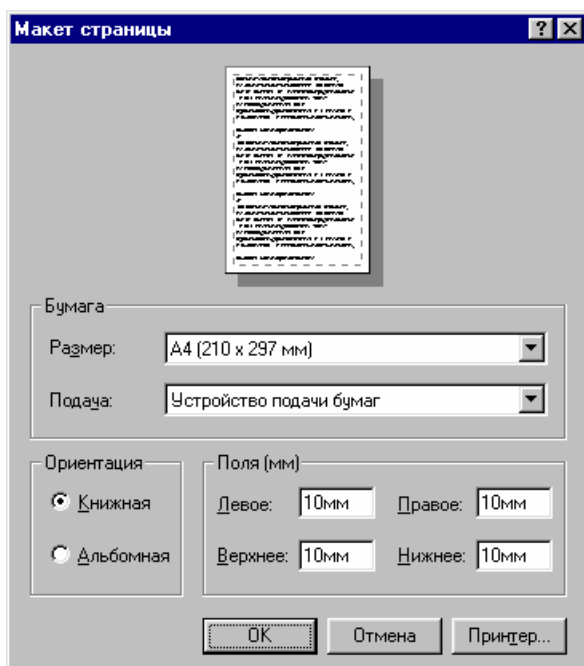 Макет страницы
Бумага
Размер: A4 (210 x 297 мм)
Подача: Устройство подачи бумаг
Ориентация
Книжная
Альбомная
Поля (мм)
Левое: 10мм Правое: 10мм
Верхнее: 10мм Нижнее: 10мм
OK Отмена Принтер...